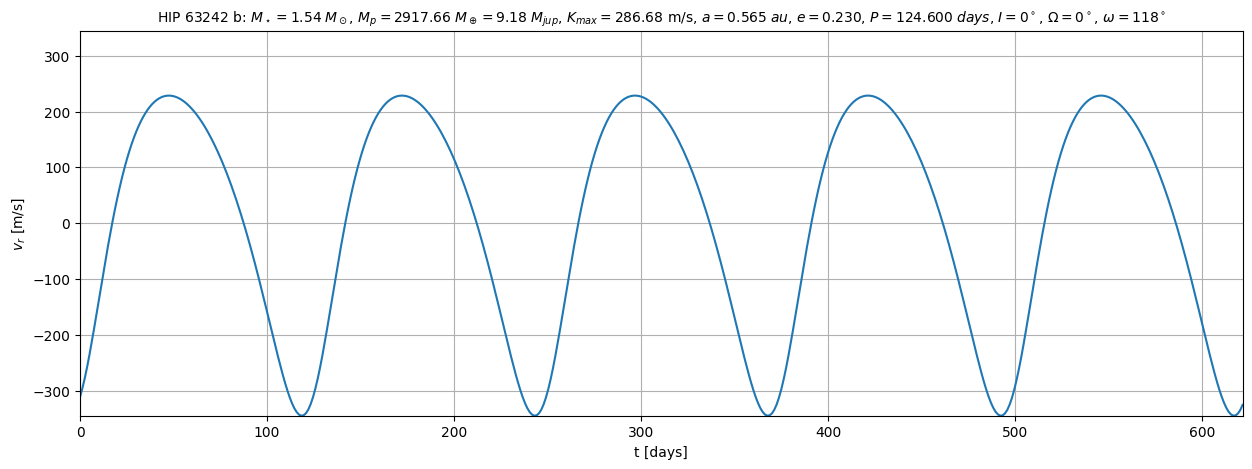 HIP 63242 b: M⋆ = 1.54 M⊙, Mp = 2917.66 M⊕ = 9.18 Mjup, Kmax = 286.68 m/s, a = 0.565 au, e = 0.230, P = 124.600 days, I = 0°, Ω = 0°, ω = 118°
300
200
100
0
−100
−200
−300
vr [m/s]
0 100 200 300 400 500 600
t [days]